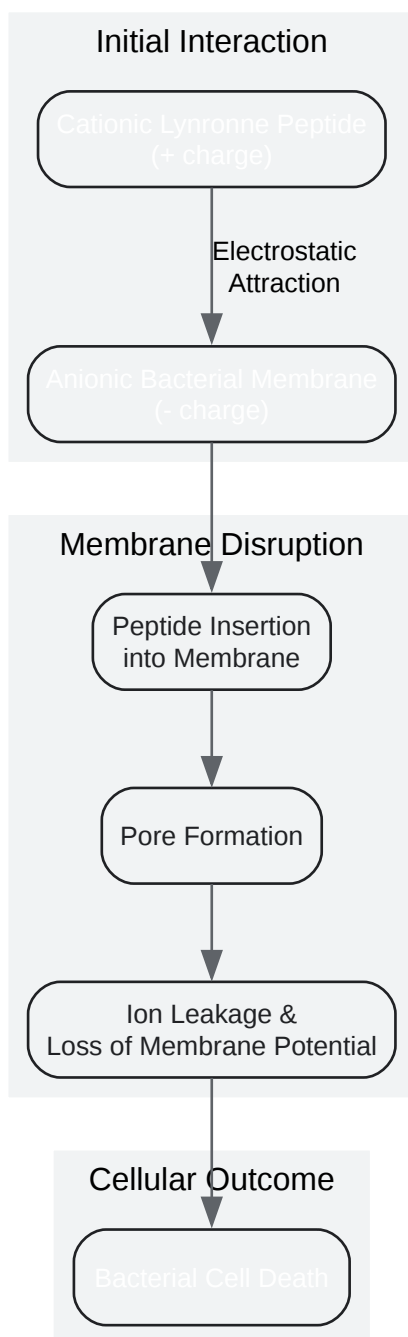 Initial Interaction
Cationic Lynronne Peptide
(+ charge)
Electrostatic
Attraction
Anionic Bacterial Membrane
(- charge)
Membrane Disruption
Peptide Insertion
into Membrane
Pore Formation
Ion Leakage &
Loss of Membrane Potential
Cellular Outcome
Bacterial Cell Death